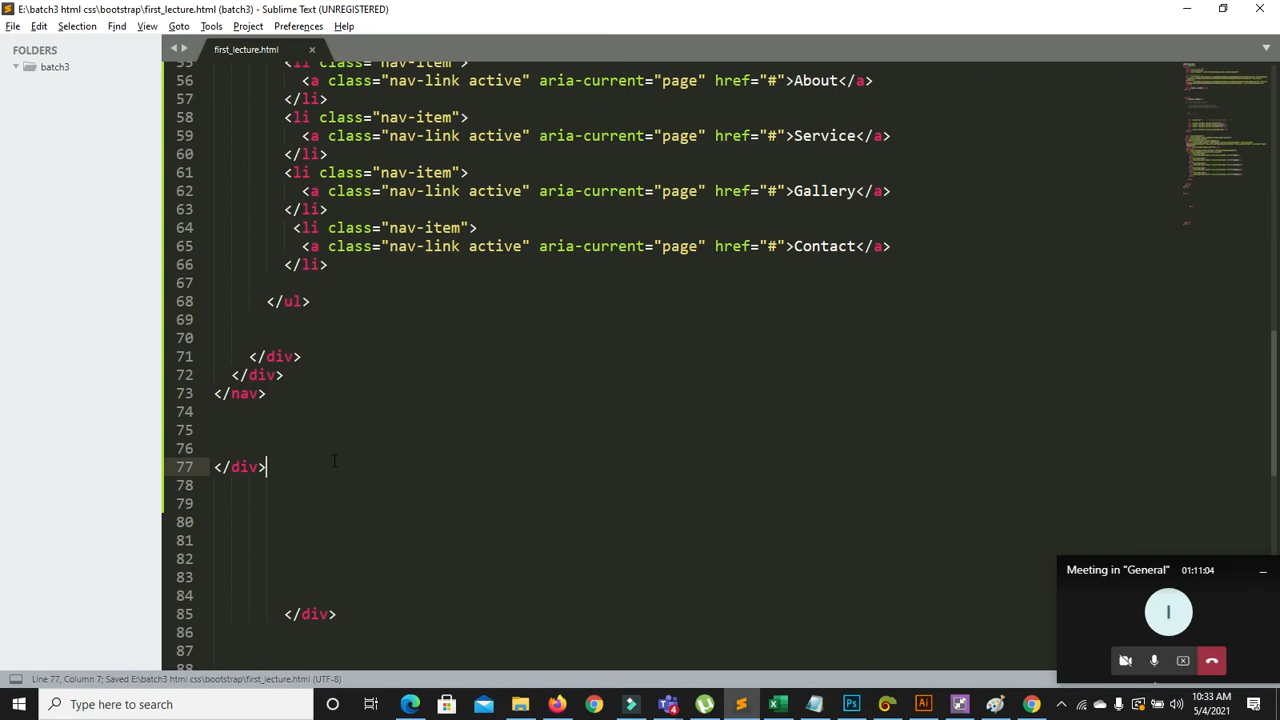 E:\batch3 html css\bootstrap\first_lecture.html (batch3) - Sublime Text (UNREGISTERED)
File Edit Selection Find View Goto Tools Project Preferences Help
FOLDERS
batch3
first_lecture.html
55 <li class="nav-item">
56 <a class="nav-link active" aria-current="page" href="#">About</a>
57 </li>
58 <li class="nav-item">
59 <a class="nav-link active" aria-current="page" href="#">Service</a>
60 </li>
61 <li class="nav-item">
62 <a class="nav-link active" aria-current="page" href="#">Gallery</a>
63 </li>
64 <li class="nav-item">
65 <a class="nav-link active" aria-current="page" href="#">Contact</a>
66 </li>
67
68 </ul>
69
70
71 </div>
72 </div>
73 </nav>
74
75
76
77 </div>
78
79
80
81
82
83
84
85 </div>
86
87
88
Meeting in "General" 01:11:04
I
Line 77, Column 7; Saved E:\batch3 html css\bootstrap\first_lecture.html (UTF-8)
Type here to search
10:33 AM
5/4/2021